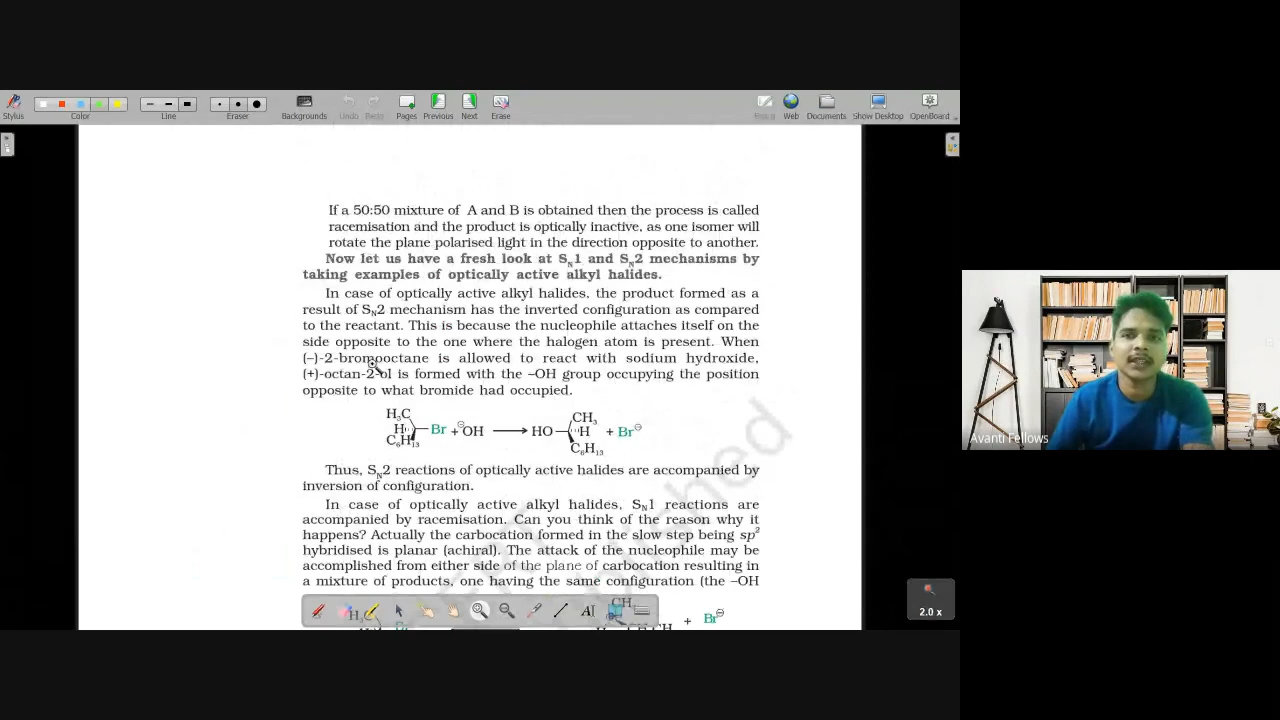 Stylus
Color
Line
Eraser
Backgrounds
Undo
Pages
Previous
Next
Erase
Web
Documents
Show Desktop
OpenBoard
If a 50:50 mixture of A and B is obtained then the process is called
racemisation and the product is optically inactive, as one isomer will
rotate the plane polarised light in the direction opposite to another.
Now let us have a fresh look at SN1 and SN2 mechanisms by
taking examples of optically active alkyl halides.
In case of optically active alkyl halides, the product formed as a
result of SN2 mechanism has the inverted configuration as compared
to the reactant. This is because the nucleophile attaches itself on the
side opposite to the one where the halogen atom is present. When
(–)-2-bromooctane is allowed to react with sodium hydroxide,
(+)-octan-2-ol is formed with the –OH group occupying the position
opposite to what bromide had occupied.
H3C CH3
H Br + ⊖OH ⟶ HO H + Br⊖
C6H13 C6H13
Thus, SN2 reactions of optically active halides are accompanied by
inversion of configuration.
In case of optically active alkyl halides, SN1 reactions are
accompanied by racemisation. Can you think of the reason why it
happens? Actually the carbocation formed in the slow step being sp2
hybridised is planar (achiral). The attack of the nucleophile may be
accomplished from either side of the plane of carbocation resulting in
a mixture of products, one having the same configuration (the –OH
H3C CH3
Br + Br⊖
2.0 x
Avanti Fellows